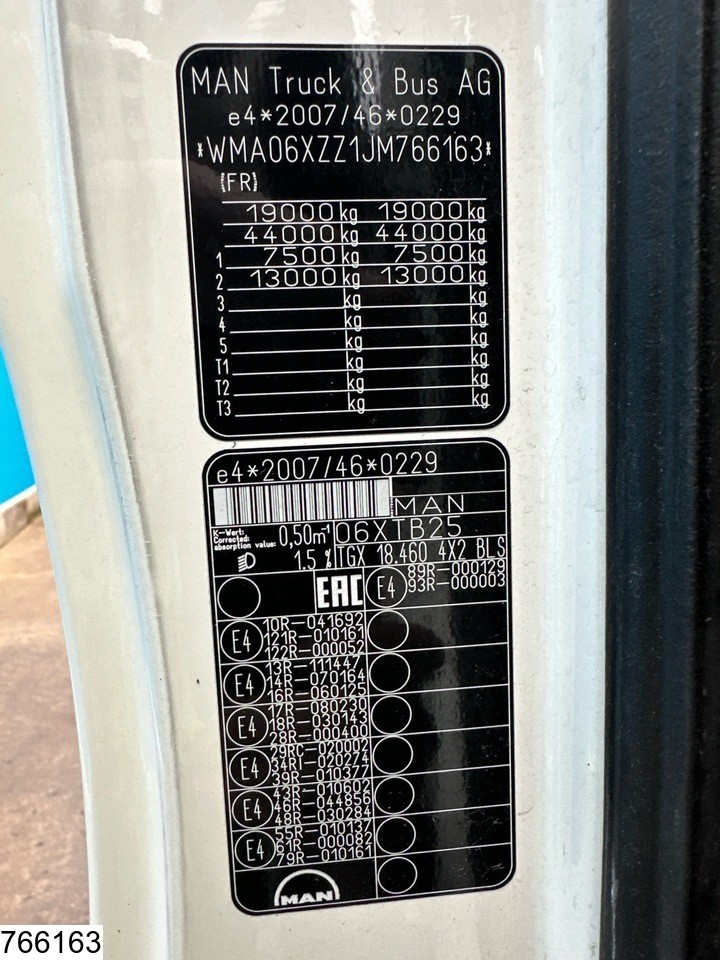 MAN Truck & Bus AG
e4*2007/46*0229
*WMA06XZZ1JM766163*
(FR)
19000 kg 19000 kg
44000 kg 44000 kg
1 7500 kg 7500 kg
2 13000 kg 13000 kg
3 kg kg
4 kg kg
5 kg kg
T1 kg kg
T2 kg kg
T3 kg kg
e4*2007/46*0229
MAN
K-Wert:
Corrected
absorption value: 0,50m⁻¹ 06XTB25
1.5 % TGX 18.460 4X2 BLS
EAC E4 89R-000129
93R-000003
E4 10R-041692
121R-010161
122R-000052
E4 13R-111447
14R-070164
16R-060125
E4 17R-080230
18R-030143
28R-000400
E4 29RC-020002
34RI-020274
39R-010377
E4 43R-010602
46R-044856
48R-030284
E4 55R-010137
61R-000082
79R-010161
MAN
766163